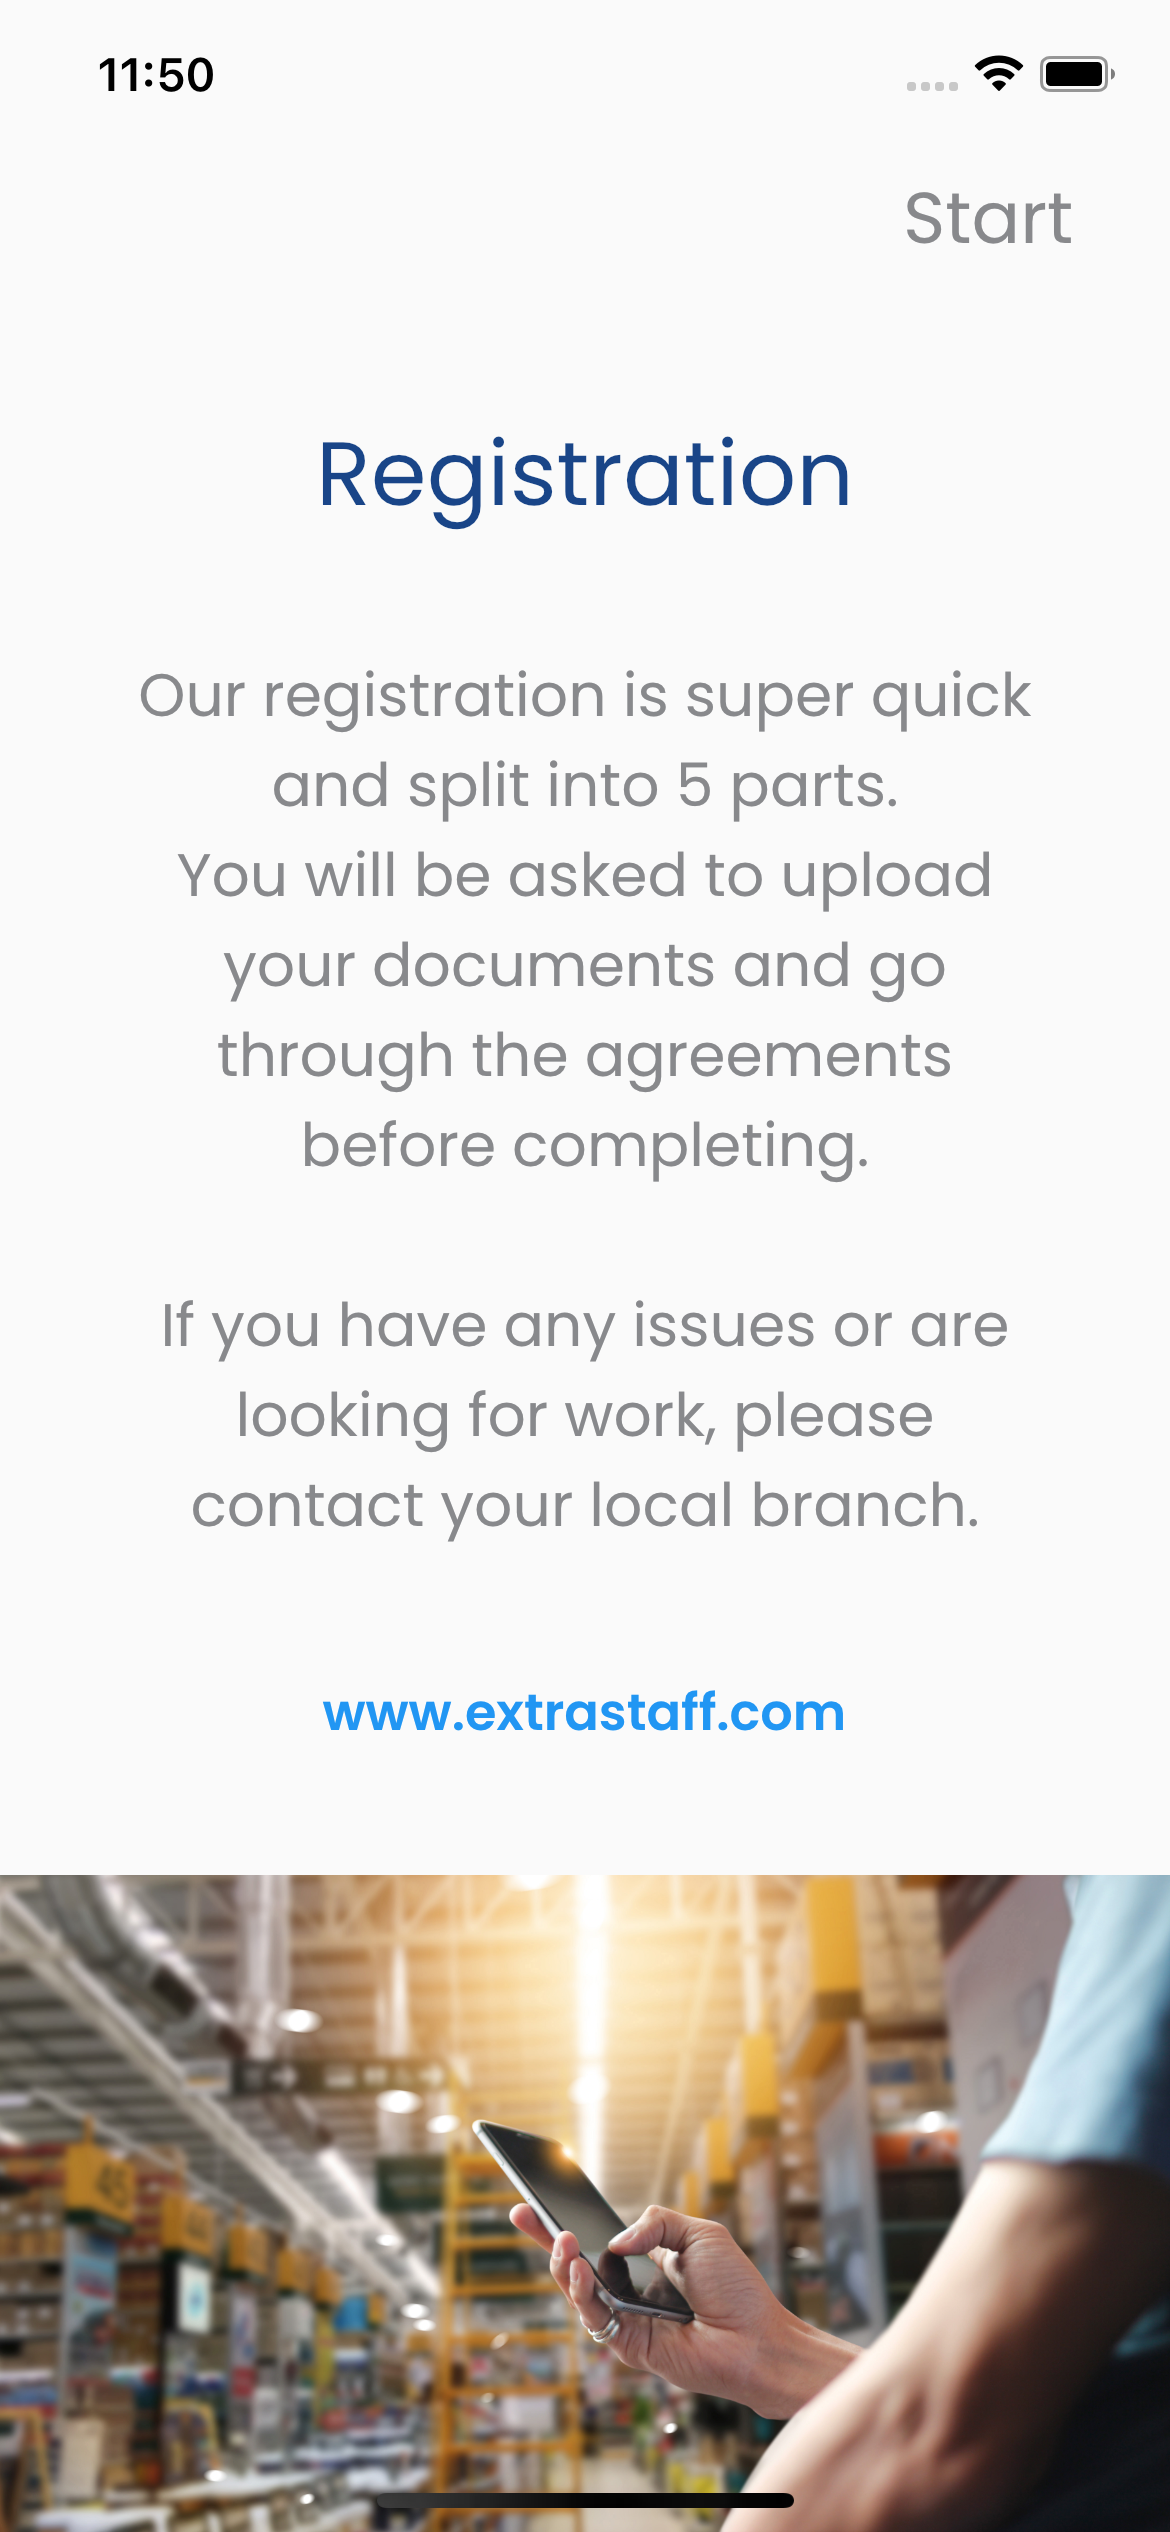 11:50
Start
Registration
Our registration is super quick
and split into 5 parts.
You will be asked to upload
your documents and go
through the agreements
before completing.
If you have any issues or are
looking for work, please
contact your local branch.
www.extrastaff.com
45